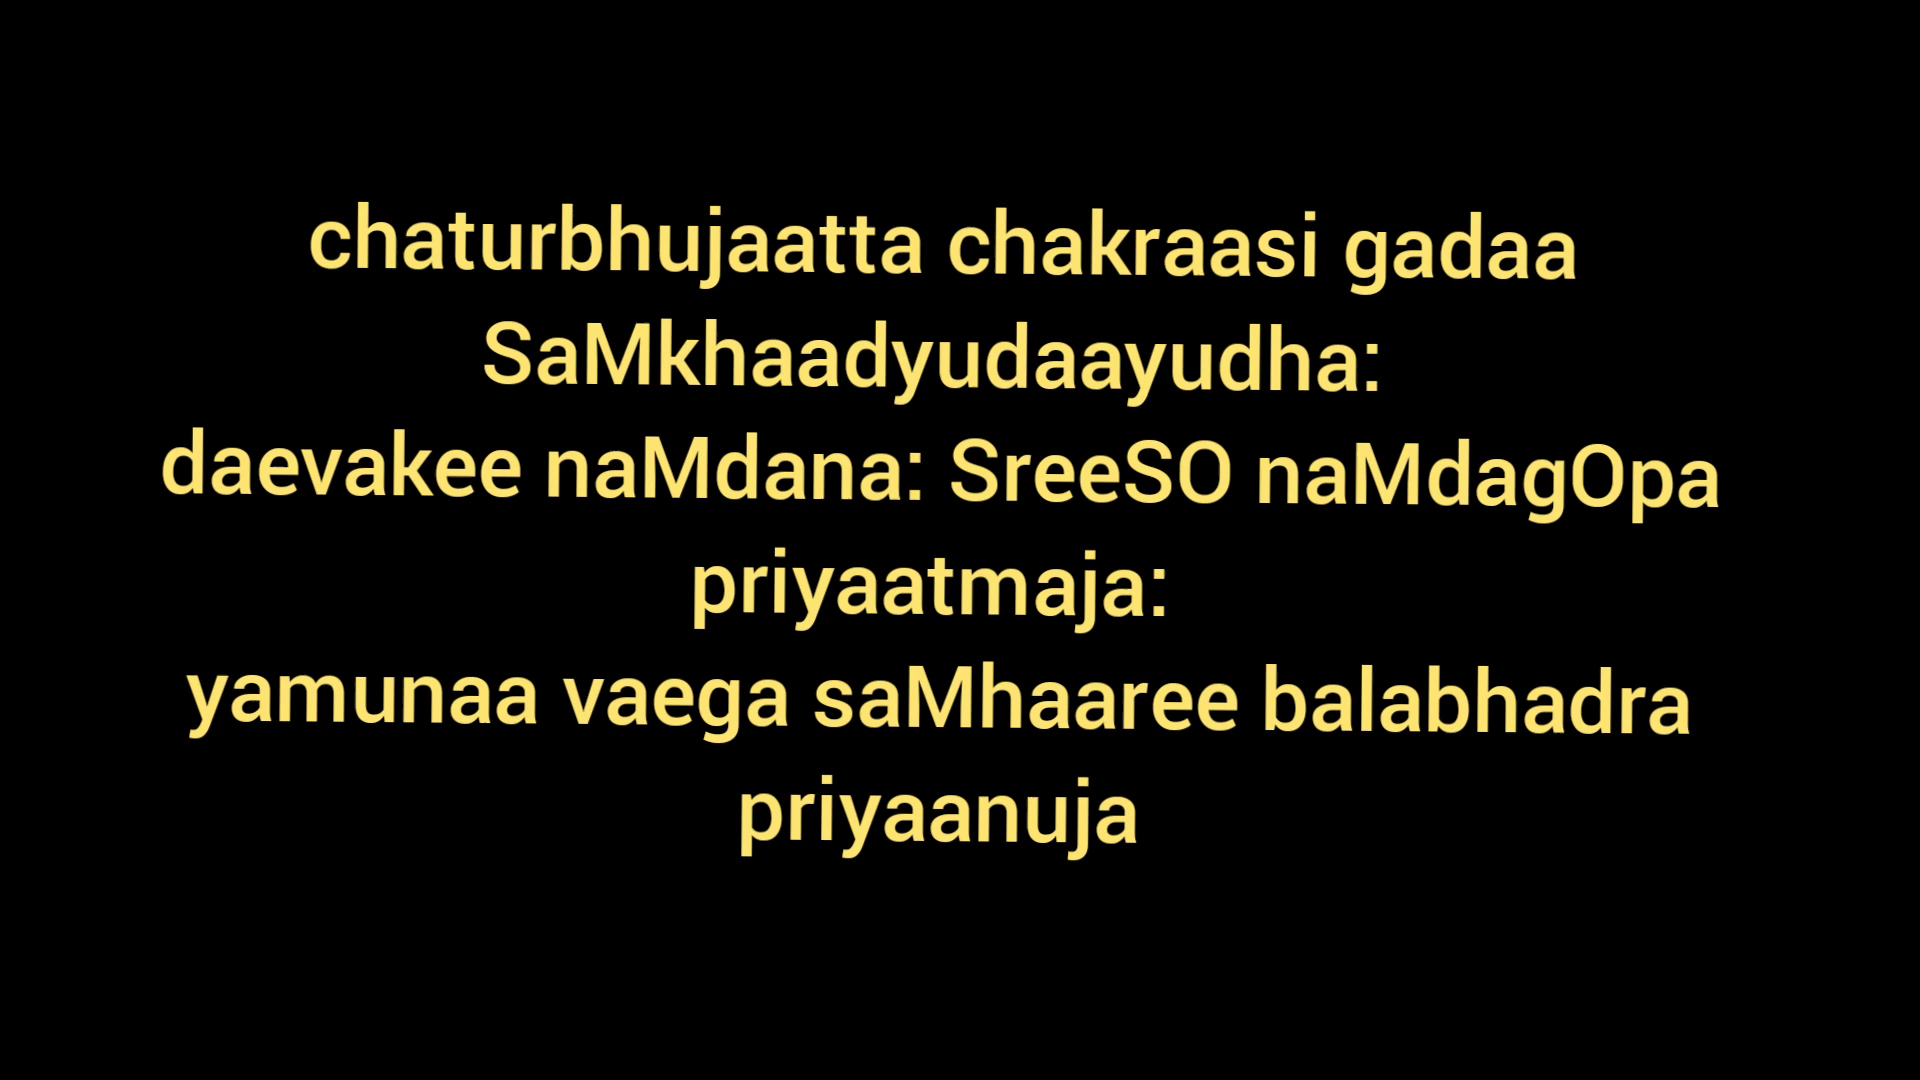 chaturbhujaatta chakraasi gadaa
SaMkhaadyudaayudha:
daevakee naMdana: SreeSO naMdagOpa
priyaatmaja:
yamunaa vaega saMhaaree balabhadra
priyaanuja